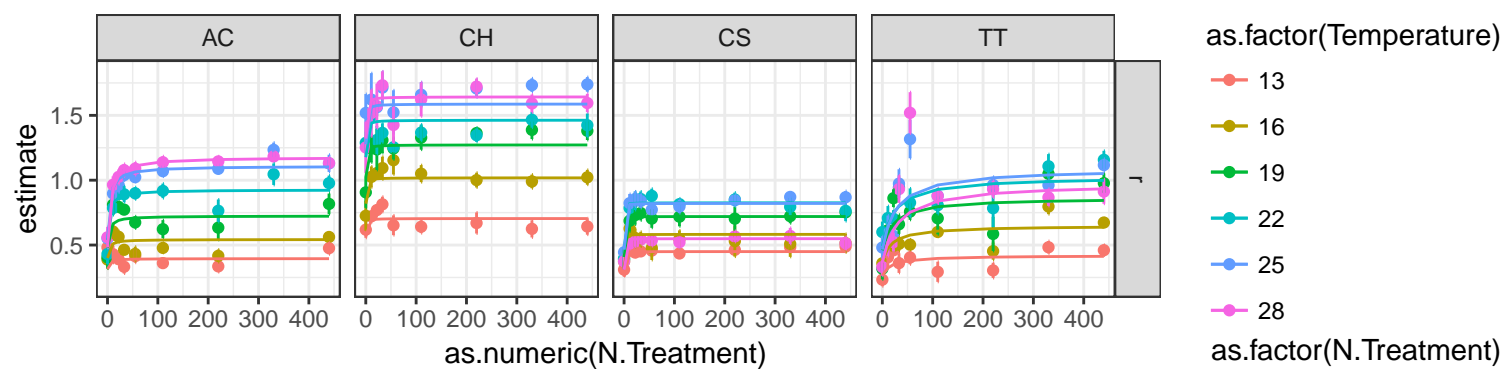 AC CH CS TT
as.factor(Temperature)
13
16
19
22
25
28
as.factor(N.Treatment)
r
estimate
1.5
1.0
0.5
0 100 200 300 400 0 100 200 300 400 0 100 200 300 400 0 100 200 300 400
as.numeric(N.Treatment)